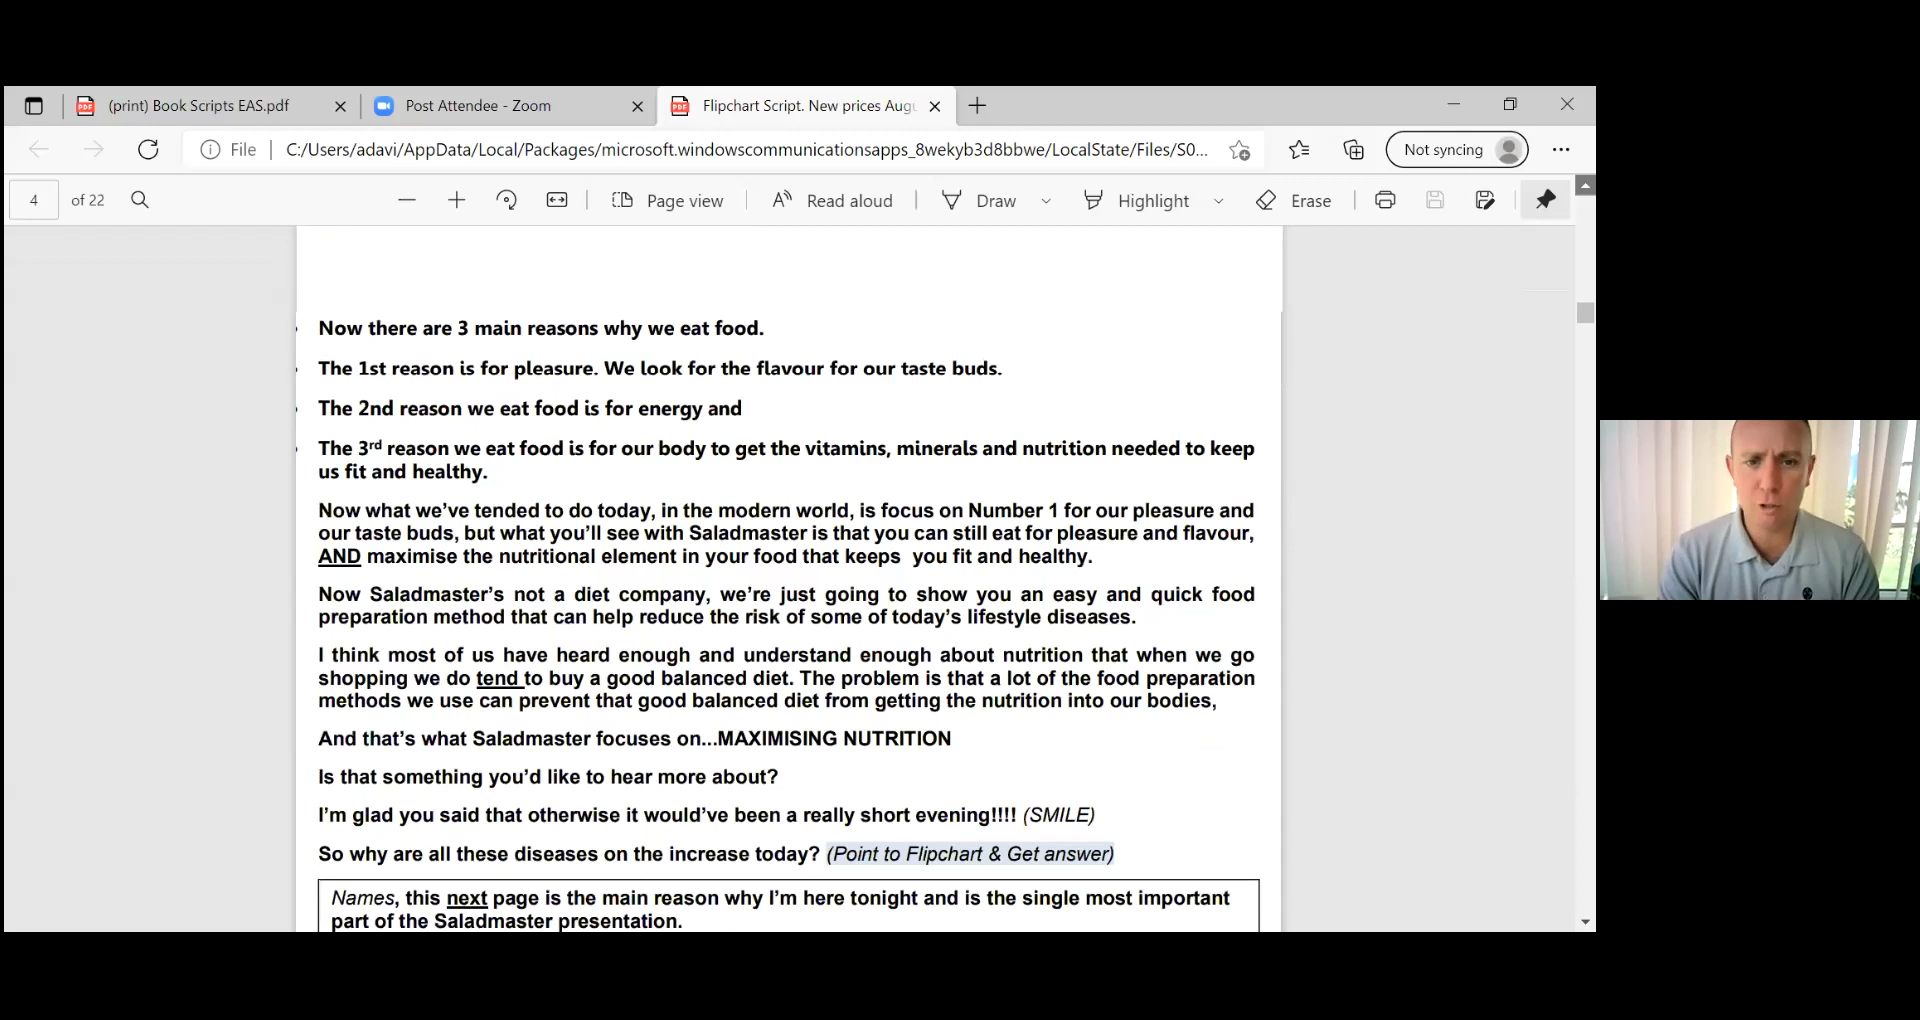 (print) Book Scripts EAS.pdf
Post Attendee - Zoom
Flipchart Script. New prices Augu
File
C:/Users/adavi/AppData/Local/Packages/microsoft.windowscommunicationsapps_8wekyb3d8bbwe/LocalState/Files/S0...
Not syncing
4 of 22
Page view
Read aloud
Draw
Highlight
Erase
Now there are 3 main reasons why we eat food.
The 1st reason is for pleasure. We look for the flavour for our taste buds.
The 2nd reason we eat food is for energy and
The 3rd reason we eat food is for our body to get the vitamins, minerals and nutrition needed to keep
us fit and healthy.
Now what we've tended to do today, in the modern world, is focus on Number 1 for our pleasure and
our taste buds, but what you'll see with Saladmaster is that you can still eat for pleasure and flavour,
AND maximise the nutritional element in your food that keeps you fit and healthy.
Now Saladmaster's not a diet company, we're just going to show you an easy and quick food
preparation method that can help reduce the risk of some of today's lifestyle diseases.
I think most of us have heard enough and understand enough about nutrition that when we go
shopping we do tend to buy a good balanced diet. The problem is that a lot of the food preparation
methods we use can prevent that good balanced diet from getting the nutrition into our bodies,
And that's what Saladmaster focuses on...MAXIMISING NUTRITION
Is that something you'd like to hear more about?
I'm glad you said that otherwise it would've been a really short evening!!!! (SMILE)
So why are all these diseases on the increase today? (Point to Flipchart & Get answer)
Names, this next page is the main reason why I'm here tonight and is the single most important
part of the Saladmaster presentation.